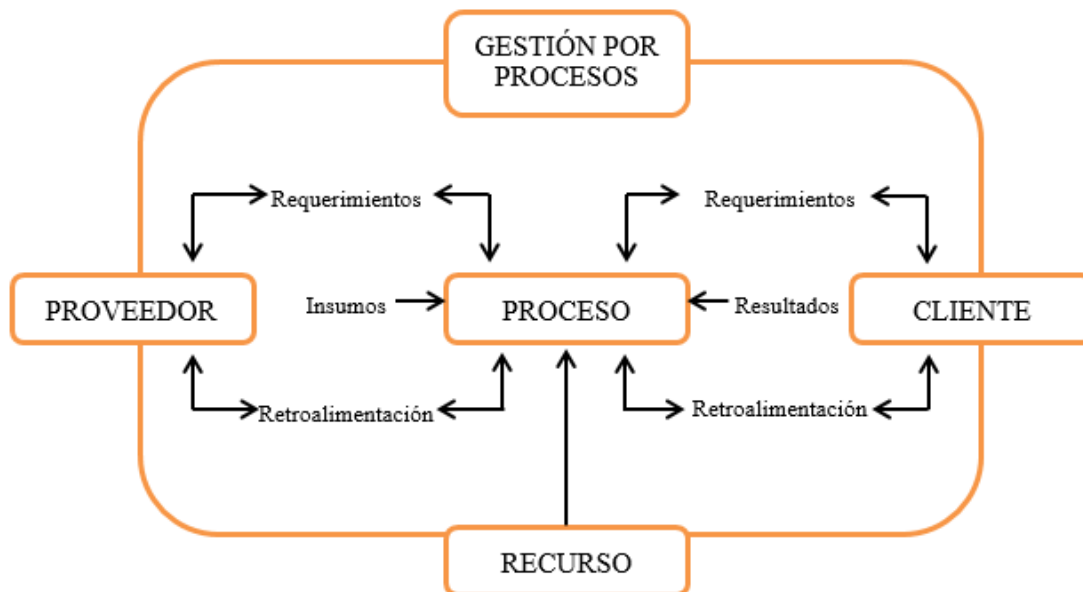 GESTIÓN POR
PROCESOS
Requerimientos
Requerimientos
PROVEEDOR
Insumos
PROCESO
Resultados
CLIENTE
Retroalimentación
Retroalimentación
RECURSO